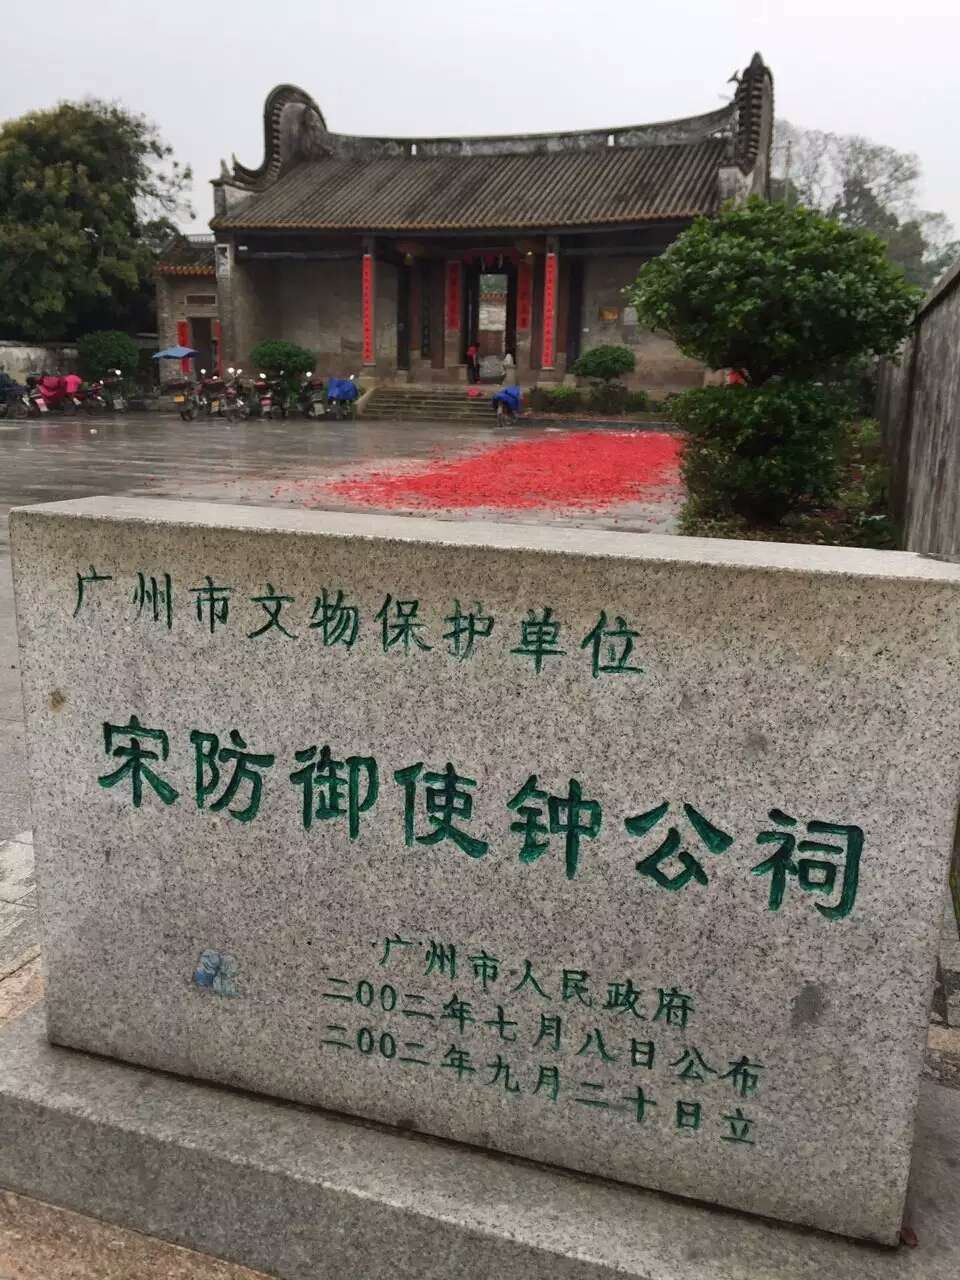 广州市文物保护单位
宋防御使钟公祠
广州市人民政府
二00二年七月八日公布
二00二年九月二十日立